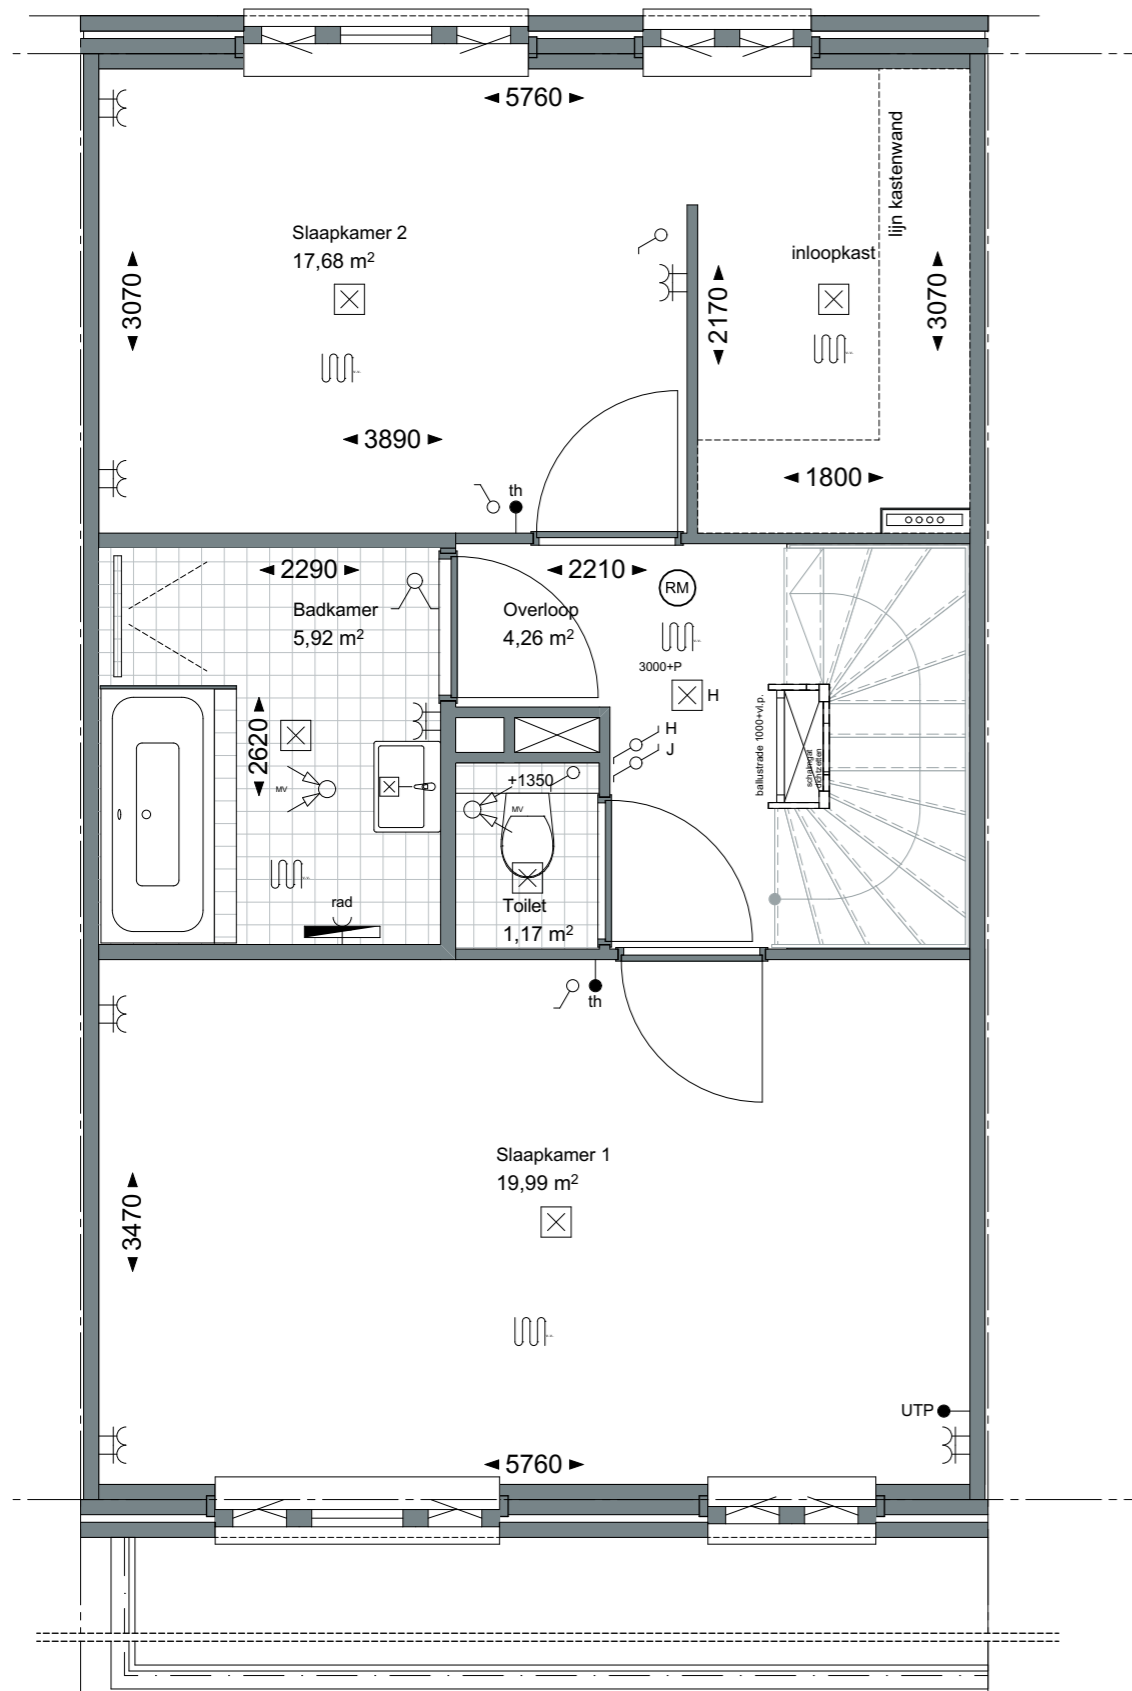 5760
lijn kastenwand
Slaapkamer 2
17,68 m²
inloopkast
3070
2170
3070
3890
1800
th
2290
2210
RM
Badkamer
5,92 m²
Overloop
4,26 m²
3000+P
H
ballustrade 1000+vl.p.
H
J
2620
schalmgat
dichtzetten
+1350
MV
MV
rad
Toilet
1,17 m²
th
Slaapkamer 1
19,99 m²
3470
UTP
5760